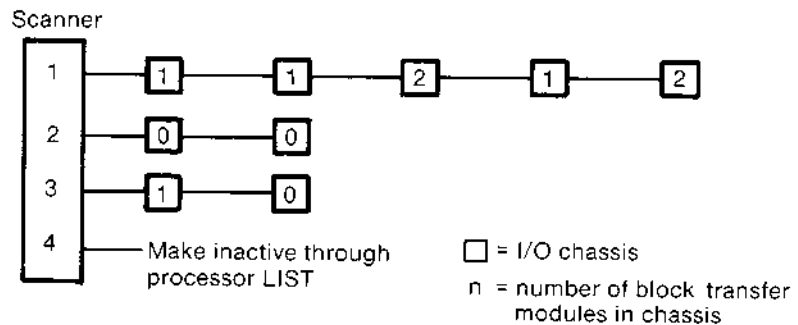 Scanner
1 1 1 2 1 2
2 0 0
3 1 0
4 Make inactive through
processor LIST
= I/O chassis
n = number of block transfer
modules in chassis